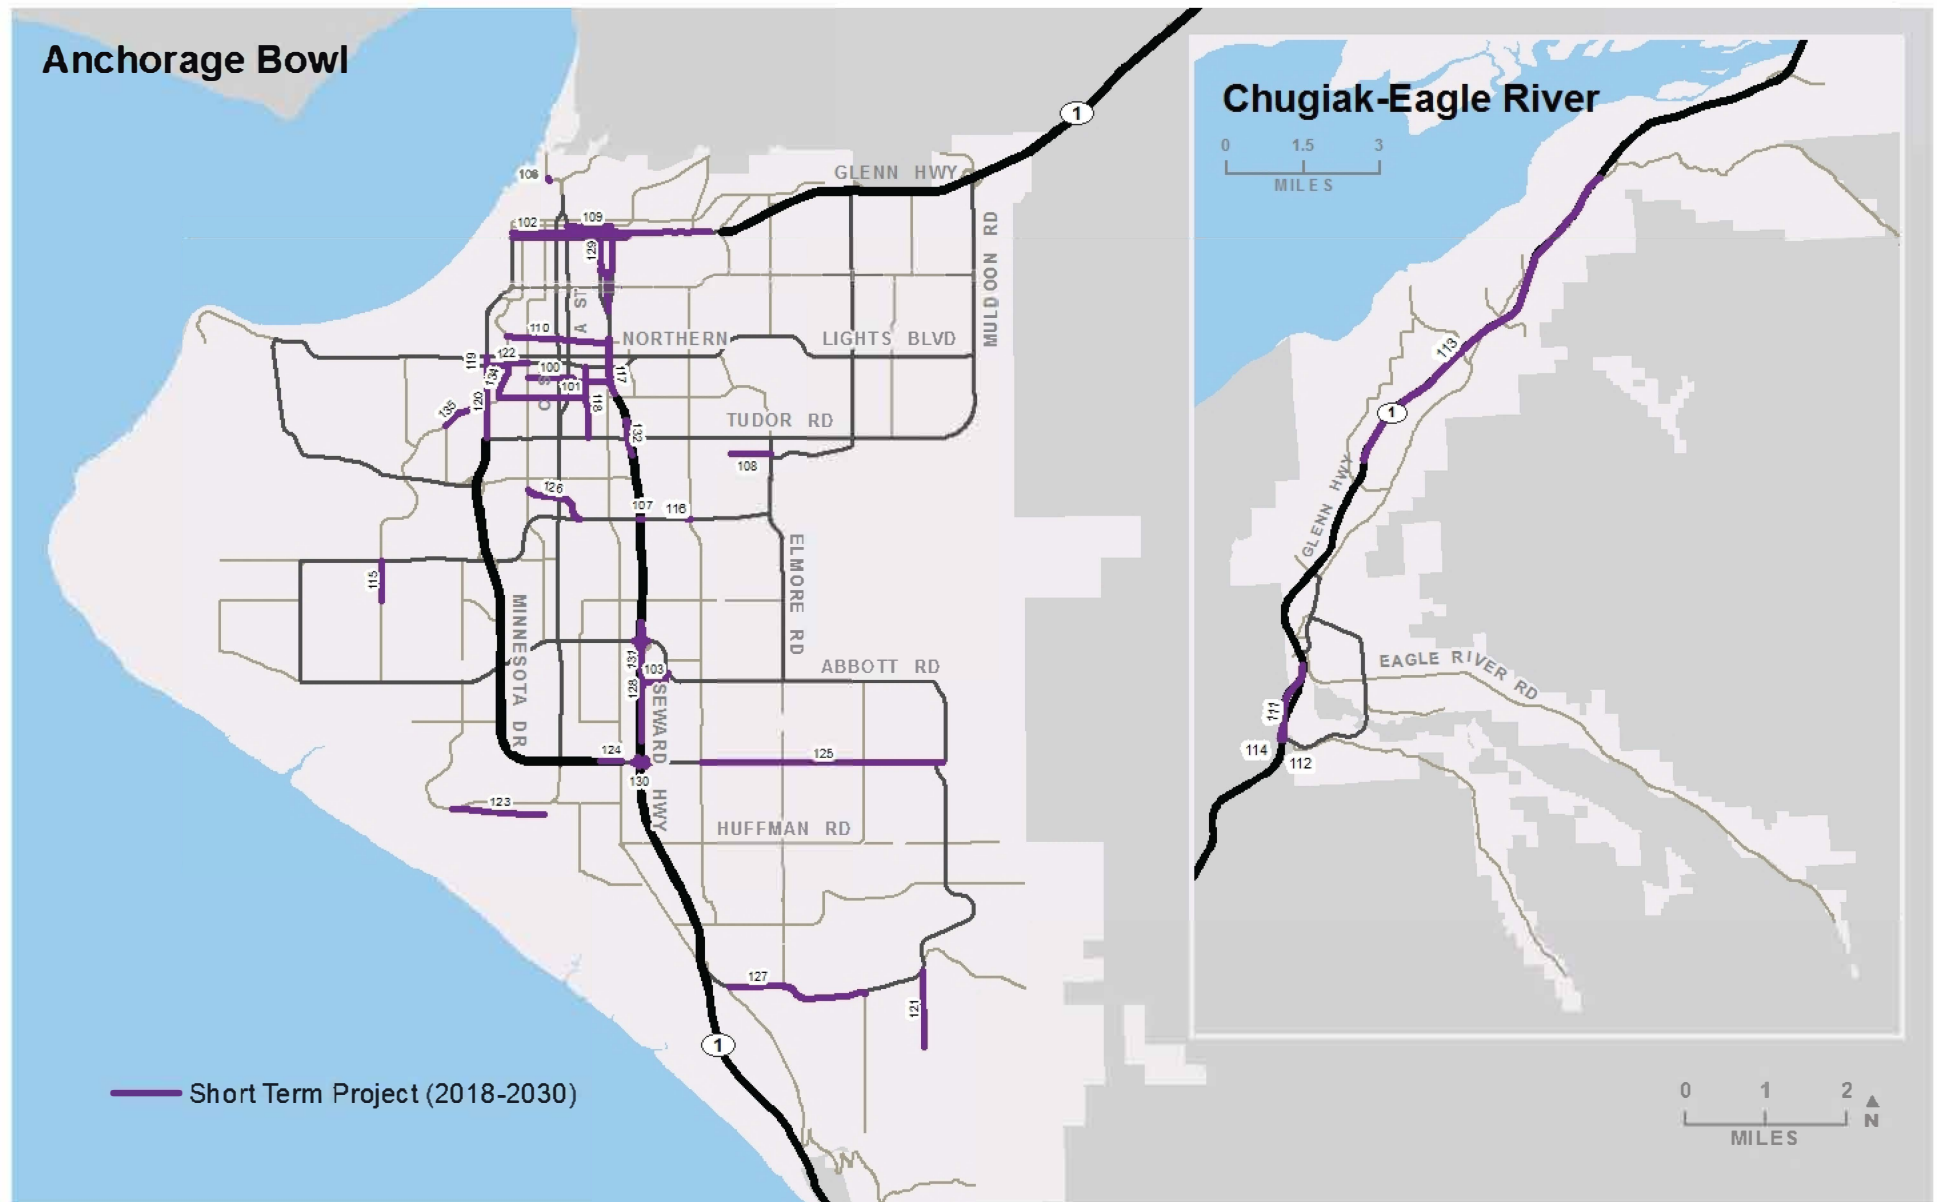 Anchorage Bowl
Chugiak-Eagle River
0 1.5 3
MILES
1
GLENN HWY
106
102
109
129
A ST
MULDOON RD
110
NORTHERN LIGHTS BLVD
119
122
100
134
101
117
C S
120
118
135
TUDOR RD
132
108
126
107
116
115
ELMORE RD
MINNESOTA DR
131
103
128
ABBOTT RD
SEWARD HWY
124
125
130
123
HUFFMAN RD
127
121
1
113
1
GLENN HWY
EAGLE RIVER RD
111
114
112
Short Term Project (2018-2030)
0 1 2
MILES
N